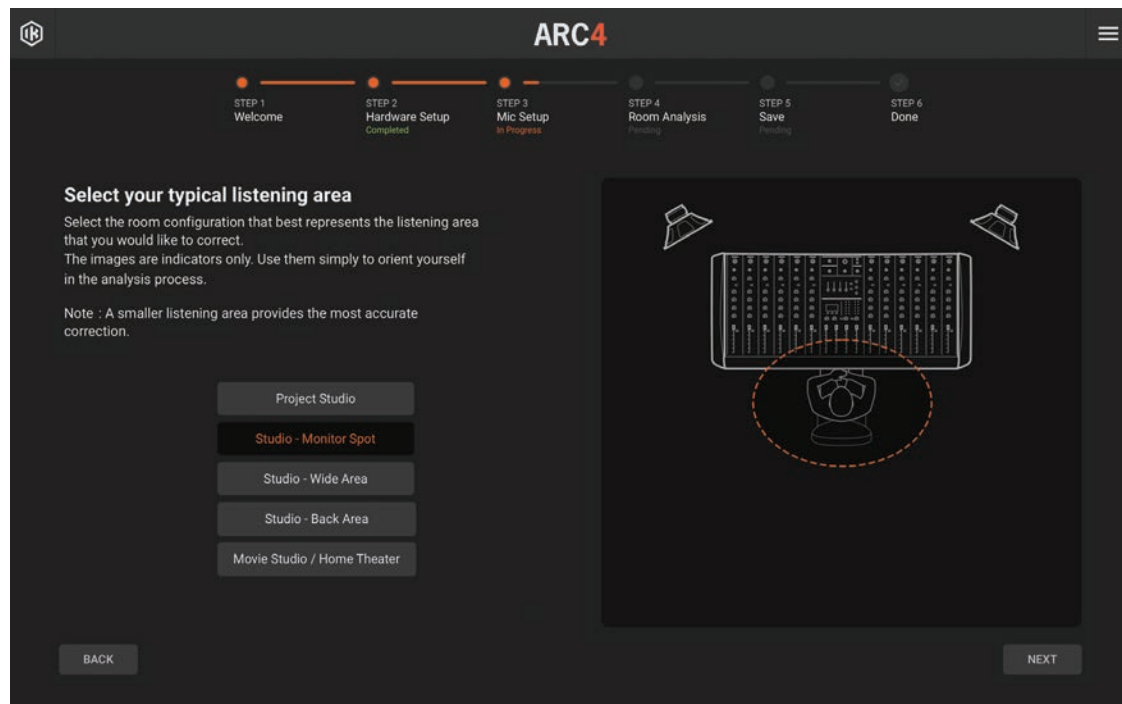 IK
ARC4
STEP 1
Welcome
STEP 2
Hardware Setup
Completed
STEP 3
Mic Setup
In Progress
STEP 4
Room Analysis
Pending
STEP 5
Save
Pending
STEP 6
Done
Select your typical listening area
Select the room configuration that best represents the listening area
that you would like to correct.
The images are indicators only. Use them simply to orient yourself
in the analysis process.
Note : A smaller listening area provides the most accurate
correction.
Project Studio
Studio - Monitor Spot
Studio - Wide Area
Studio - Back Area
Movie Studio / Home Theater
BACK
NEXT